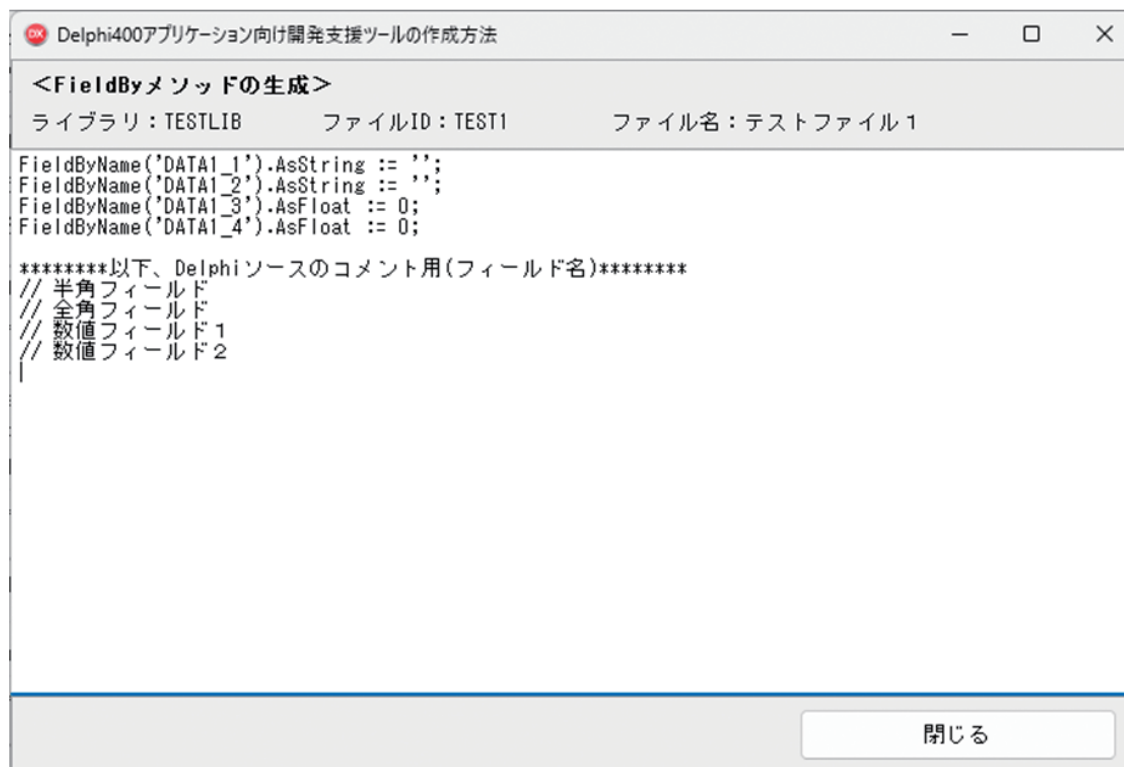 Delphi400アプリケーション向け開発支援ツールの作成方法
＜FieldByメソッドの生成＞
ライブラリ：TESTLIB ファイルID：TEST1 ファイル名：テストファイル１
FieldByName('DATA1_1').AsString := '';
FieldByName('DATA1_2').AsString := '';
FieldByName('DATA1_3').AsFloat := 0;
FieldByName('DATA1_4').AsFloat := 0;
********以下、Delphiソースのコメント用(フィールド名)********
// 半角フィールド
// 全角フィールド
// 数値フィールド１
// 数値フィールド２
閉じる